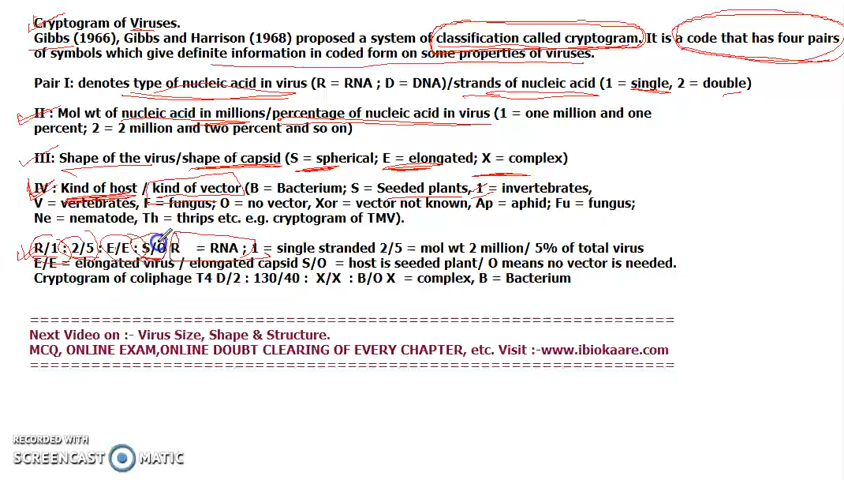 Cryptogram of Viruses.
Gibbs (1966), Gibbs and Harrison (1968) proposed a system of classification called cryptogram. It is a code that has four pairs
of symbols which give definite information in coded form on some properties of viruses.
Pair I: denotes type of nucleic acid in virus (R = RNA ; D = DNA)/strands of nucleic acid (1 = single, 2 = double)
II : Mol wt of nucleic acid in millions/percentage of nucleic acid in virus (1 = one million and one
percent; 2 = 2 million and two percent and so on)
III: Shape of the virus/shape of capsid (S = spherical; E = elongated; X = complex)
IV : Kind of host / kind of vector (B = Bacterium; S = Seeded plants, 1 = invertebrates,
V = vertebrates, F = fungus; O = no vector, Xor = vector not known, Ap = aphid; Fu = fungus;
Ne = nematode, Th = thrips etc. e.g. cryptogram of TMV).
R/1 : 2/5 : E/E : S/O R = RNA ; 1 = single stranded 2/5 = mol wt 2 million/ 5% of total virus
E/E = elongated virus / elongated capsid S/O = host is seeded plant/ O means no vector is needed.
Cryptogram of coliphage T4 D/2 : 130/40 : X/X : B/O X = complex, B = Bacterium
================================================================
Next Video on :- Virus Size, Shape & Structure.
MCQ, ONLINE EXAM,ONLINE DOUBT CLEARING OF EVERY CHAPTER, etc. Visit :-www.ibiokaare.com
================================================================
RECORDED WITH
SCREENCAST MATIC